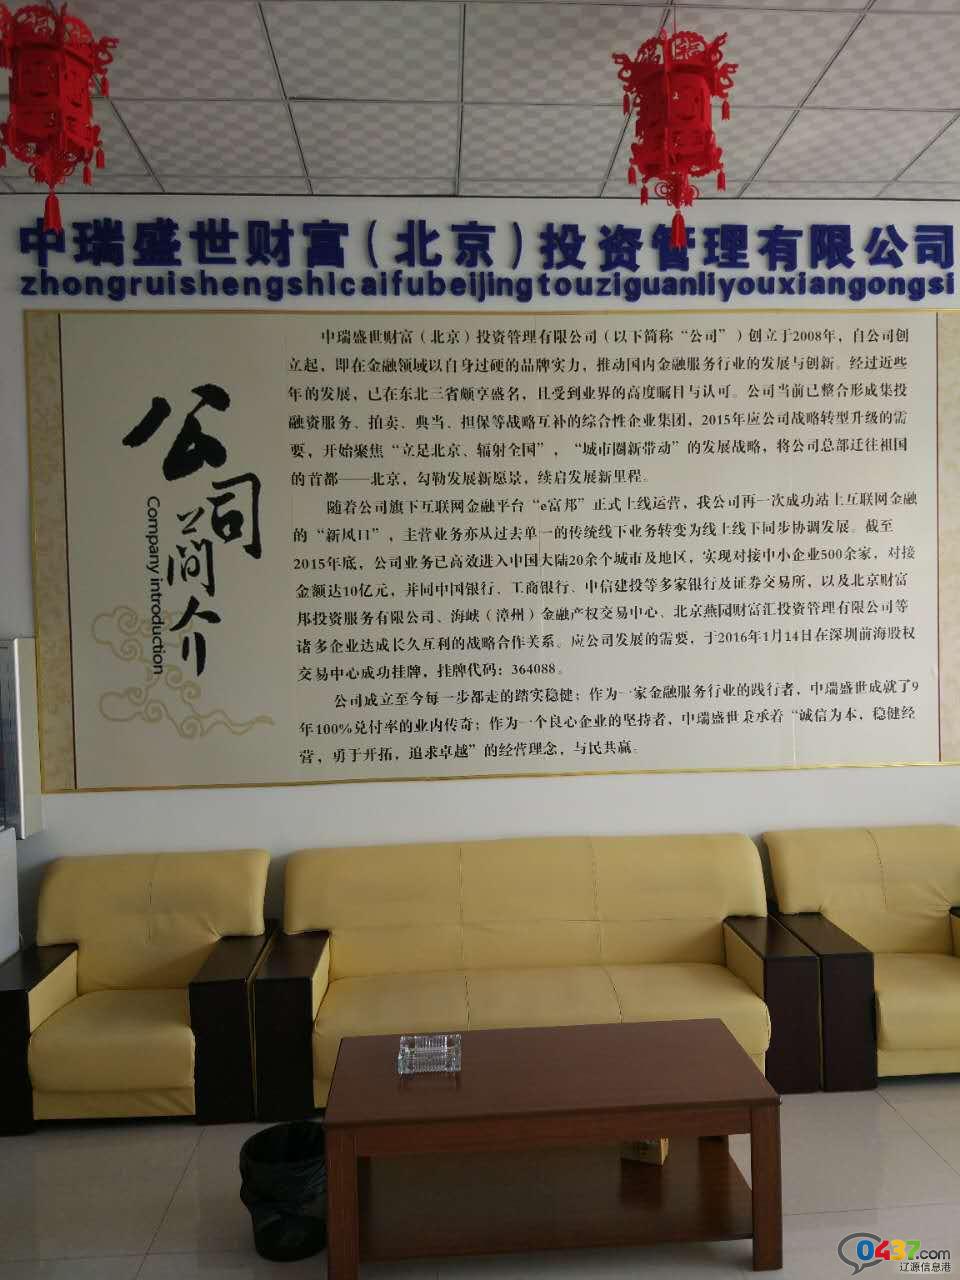 中瑞盛世财富（北京）投资管理有限公司
zhongruishengshicaifubeijingtouziguanliyouxiangongsi
公司简介
Company introduction
中瑞盛世财富（北京）投资管理有限公司（以下简称“公司”）创立于2008年，自公司创
立起，即在金融领域以自身过硬的品牌实力，推动国内金融服务行业的发展与创新。经过近些
年的发展，已在东北三省颇享盛名，且受到业界的高度瞩目与认可。公司当前已整合形成集投
融资服务、拍卖、典当、担保等战略互补的综合性企业集团，2015年应公司战略转型升级的需
要，开始聚焦“立足北京、辐射全国”，“城市圈新带动”的发展战略，将公司总部迁往祖国
的首都——北京，勾勒发展新愿景，续启发展新里程。
随着公司旗下互联网金融平台“e富邦”正式上线运营，我公司再一次成功站上互联网金融
的“新风口”，主营业务亦从过去单一的传统线下业务转变为线上线下同步协调发展。截至
2015年底，公司业务已高效进入中国大陆20余个城市及地区，实现对接中小企业500余家，对接
金额达10亿元，并同中国银行、工商银行、中信建投等多家银行及证券交易所，以及北京财富
邦投资服务有限公司、海峡（漳州）金融产权交易中心、北京燕园财富汇投资管理有限公司等
诸多企业达成长久互利的战略合作关系。应公司发展的需要，于2016年1月14日在深圳前海股权
交易中心成功挂牌，挂牌代码：364088。
公司成立至今每一步都走的踏实稳健；作为一家金融服务行业的践行者，中瑞盛世成就了9
年100%兑付率的业内传奇；作为一个良心企业的坚持者，中瑞盛世秉承着“诚信为本，稳健经
营，勇于开拓，追求卓越”的经营理念，与民共赢。
0437.com
辽源信息港